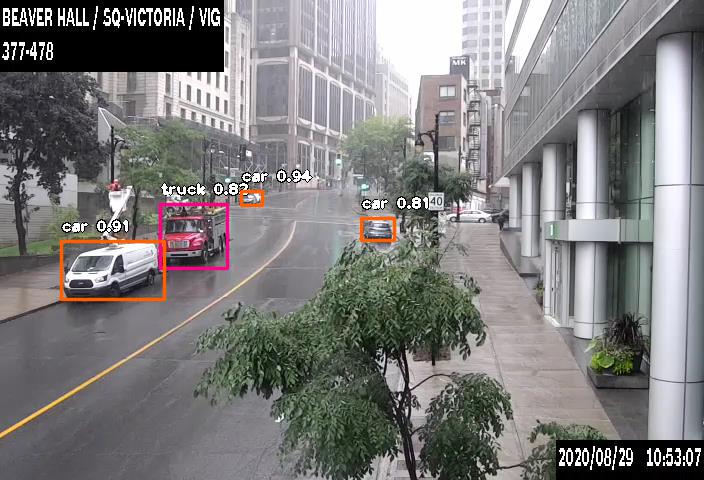 BEAVER HALL / SQ-VICTORIA / VIG
377-478
MK
car 0.94
truck 0.82
car 0.81
40
car 0.91
2020/08/29 10:53:07